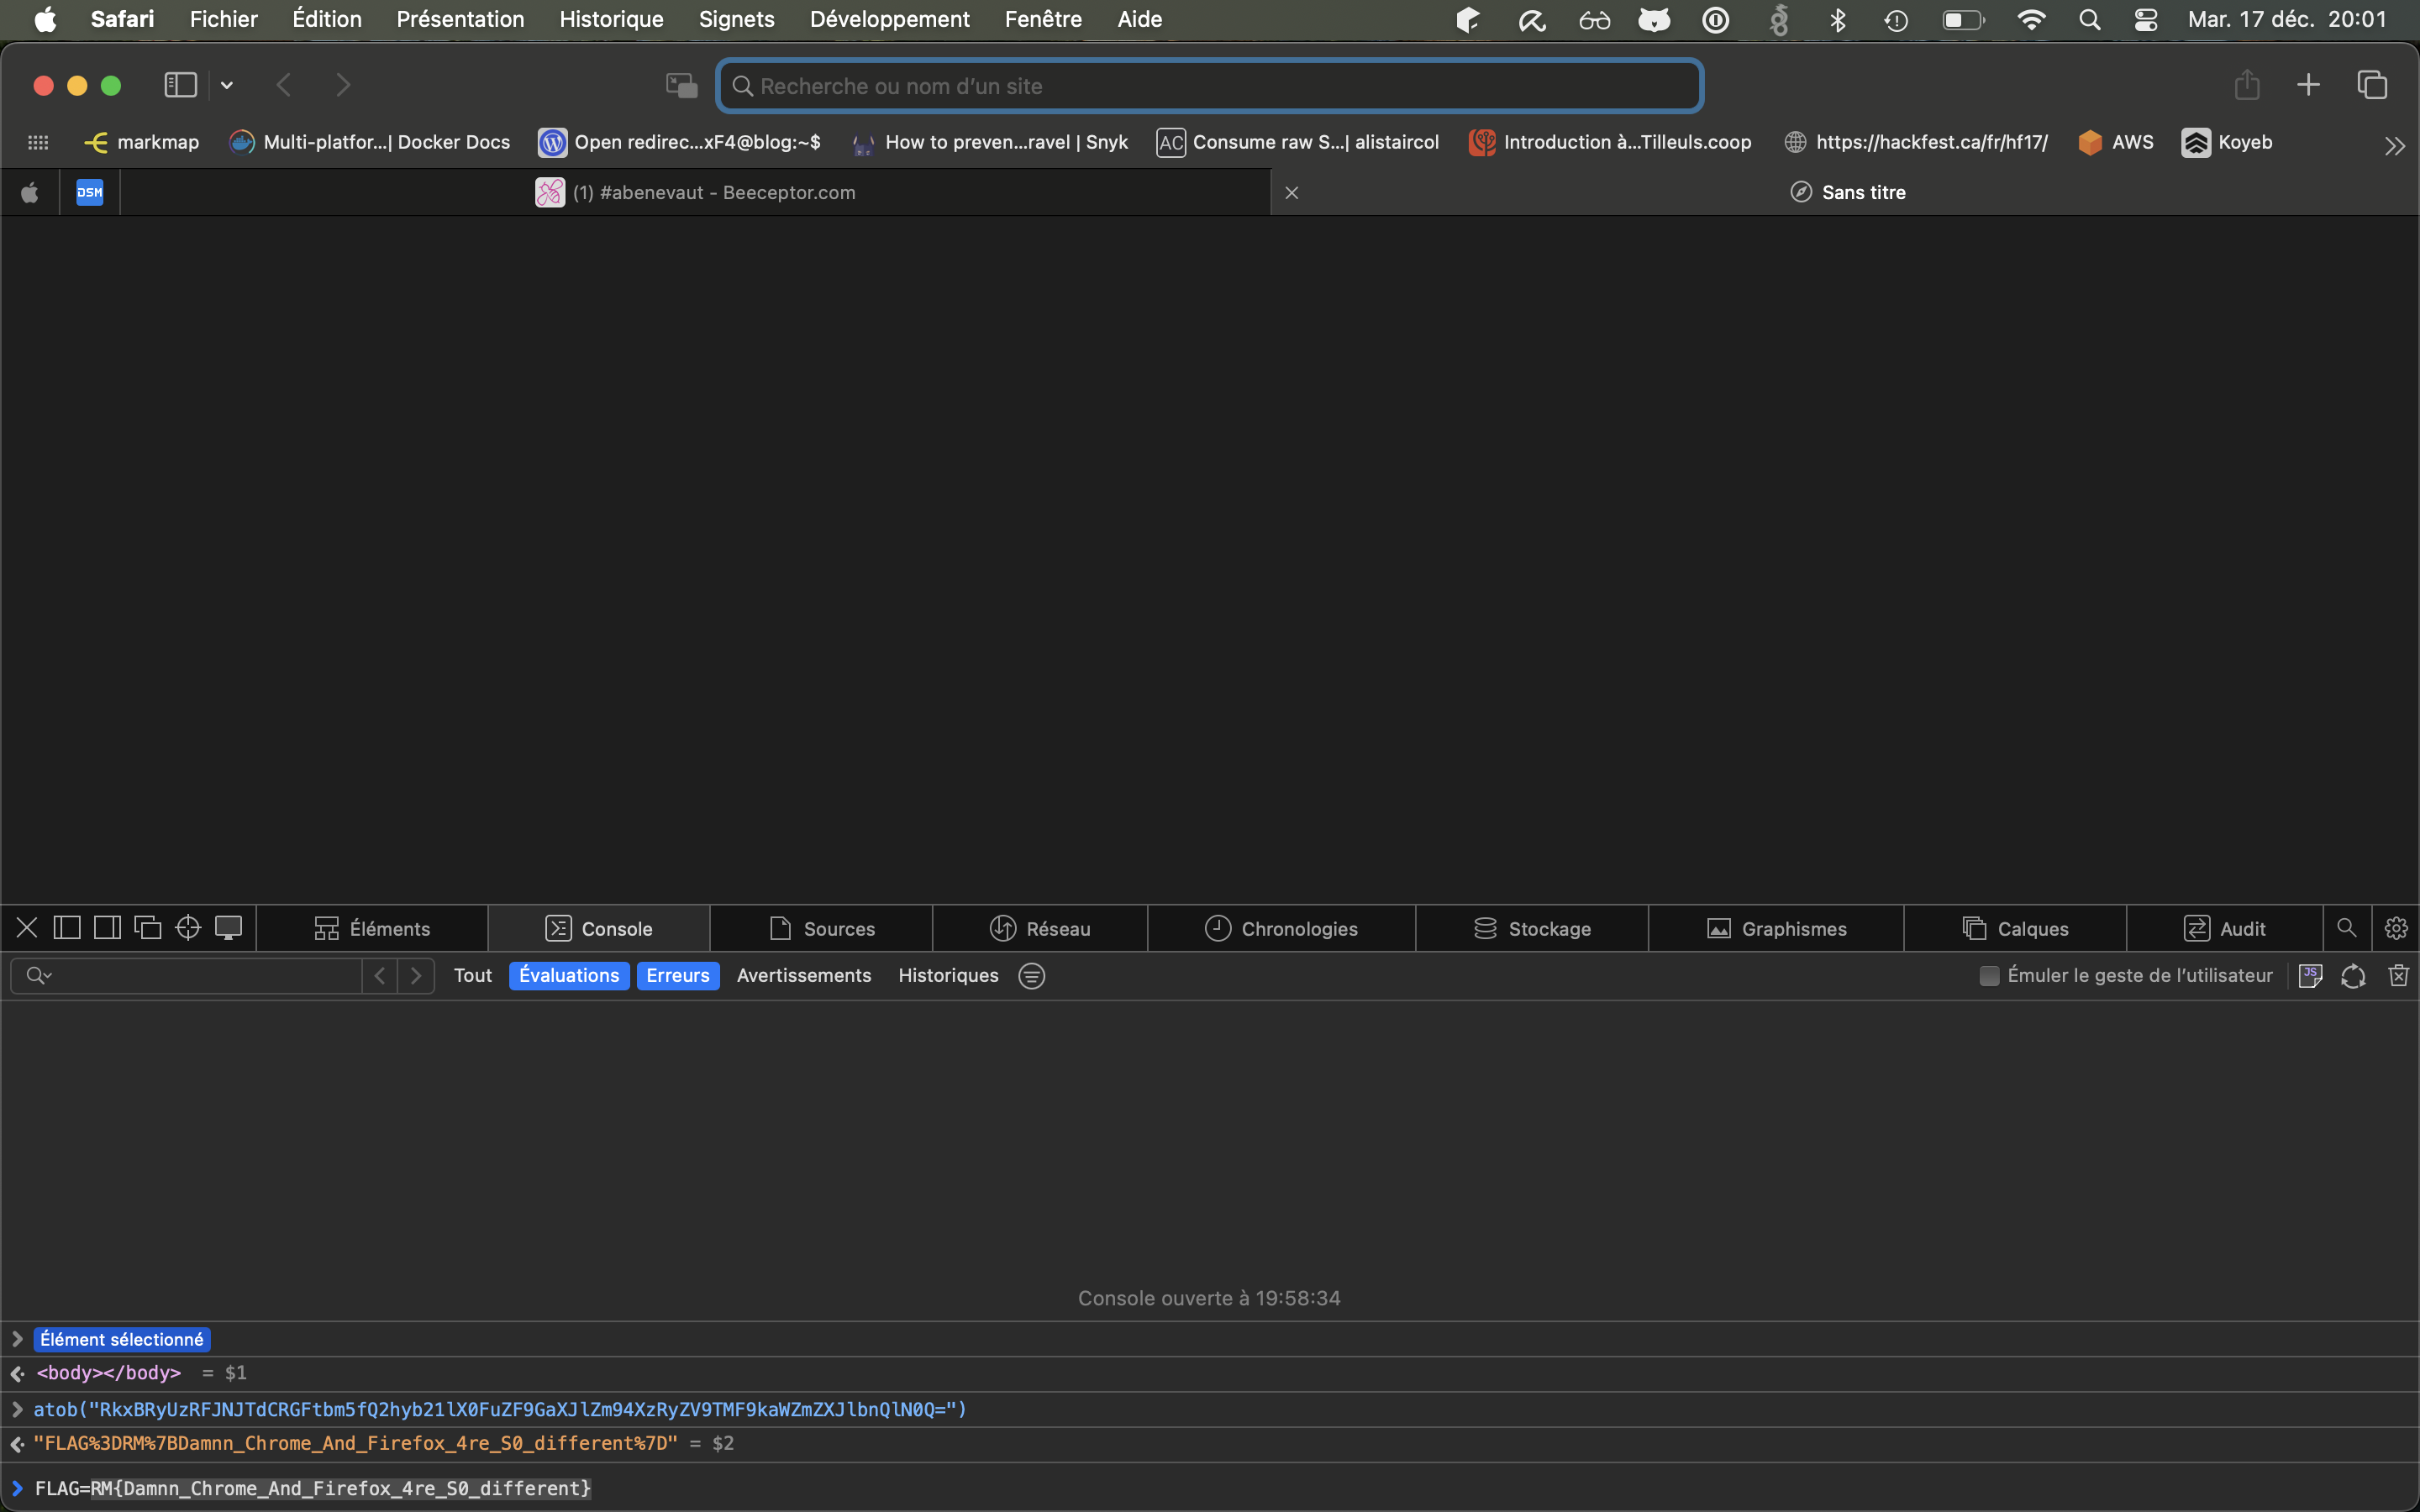 Safari Fichier Édition Présentation Historique Signets Développement Fenêtre Aide Mar. 17 déc. 20:01
Recherche ou nom d’un site
markmap Multi-platfor...| Docker Docs Open redirec...xF4@blog:~$ How to preven...ravel | Snyk AC Consume raw S...| alistaircol Introduction à...Tilleuls.coop https://hackfest.ca/fr/hf17/ AWS Koyeb
DSM (1) #abenevaut - Beeceptor.com Sans titre
Éléments Console Sources Réseau Chronologies Stockage Graphismes Calques Audit
Tout Évaluations Erreurs Avertissements Historiques Émuler le geste de l’utilisateur JS
Console ouverte à 19:58:34
Élément sélectionné
<body></body> = $1
atob("RkxBRyUzRFJNJTdCRGFtbm5fQ2hyb21lX0FuZF9GaXJlZm94XzRyZV9TMF9kaWZmZXJlbnQlN0Q=")
"FLAG%3DRM%7BDamnn_Chrome_And_Firefox_4re_S0_different%7D" = $2
FLAG=RM{Damnn_Chrome_And_Firefox_4re_S0_different}